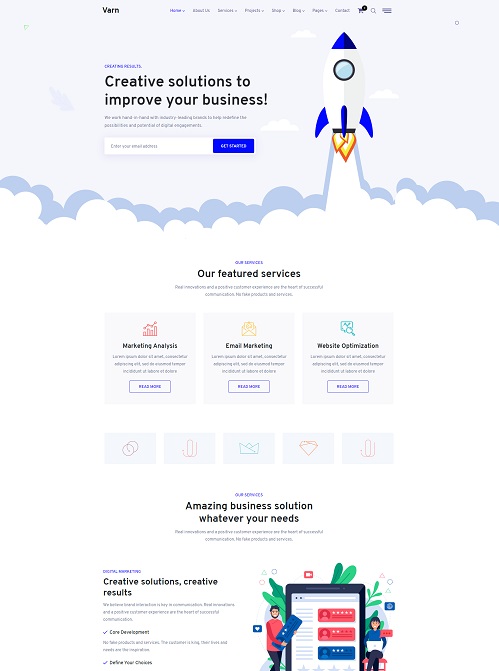 Varn
Home About Us Services Projects Shop Blog Pages Contact
CREATING RESULTS.
Creative solutions to
improve your business!
We work hand-in-hand with industry-leading brands to help redefine the
possibilities and potential of digital engagements.
Enter your email address
GET STARTED
OUR SERVICES
Our featured services
Real innovations and a positive customer experience are the heart of successful
communication. No fake products and services.
Marketing Analysis
Lorem ipsum dolor sit amet, consectetur
adipiscing elit, sed do eiusmod tempor
incididunt ut labore et dolore
READ MORE
Email Marketing
Lorem ipsum dolor sit amet, consectetur
adipiscing elit, sed do eiusmod tempor
incididunt ut labore et dolore
READ MORE
Website Optimization
Lorem ipsum dolor sit amet, consectetur
adipiscing elit, sed do eiusmod tempor
incididunt ut labore et dolore
READ MORE
OUR SERVICES
Amazing business solution
whatever your needs
Real innovations and a positive customer experience are the heart of successful
communication. No fake products and services.
DIGITAL MARKETING
Creative solutions, creative
results
We believe brand interaction is key in communication. Real innovations
and a positive customer experience are the heart of successful
communication.
Core Development
No fake products and services. The customer is king, their lives and
needs are the inspiration.
Define Your Choices